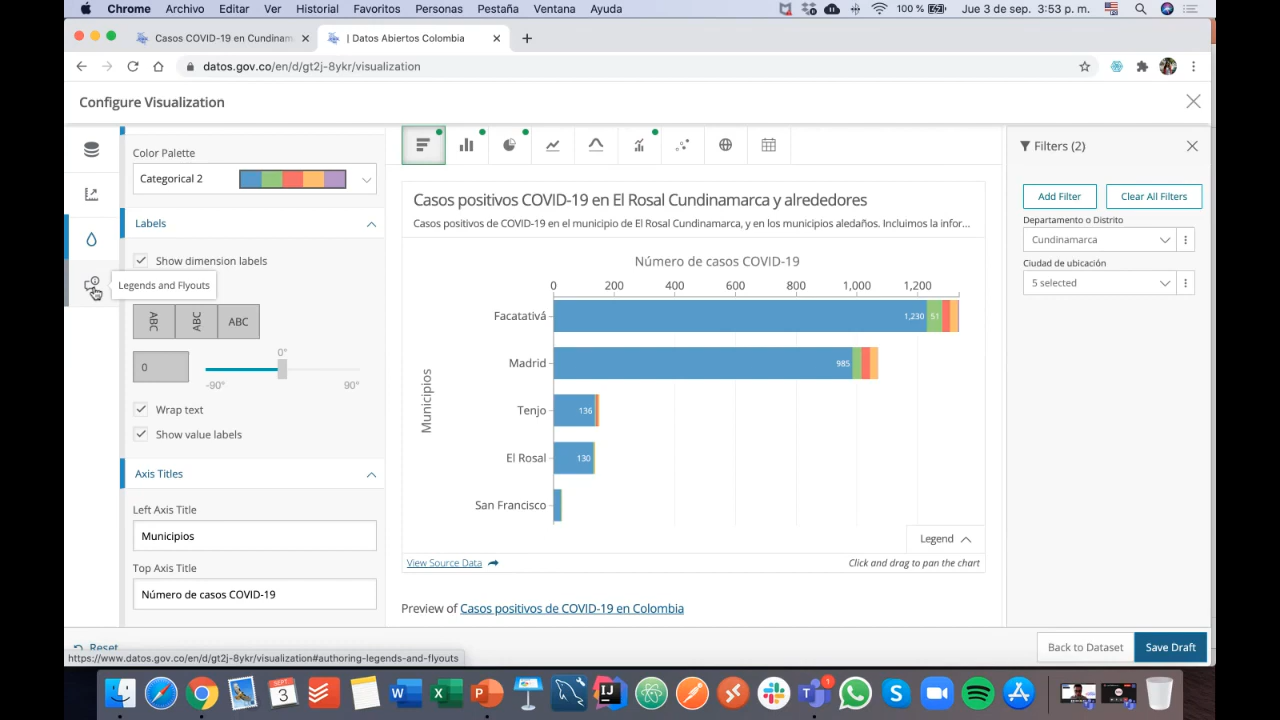 Chrome Archivo Editar Ver Historial Favoritos Personas Pestaña Ventana Ayuda 100 % Jue 3 de sep. 3:53 p. m.
Casos COVID-19 en Cundinam
| Datos Abiertos Colombia
datos.gov.co/en/d/gt2j-8ykr/visualization
Configure Visualization
Color Palette
Categorical 2
Labels
Show dimension labels
Legends and Flyouts
ABC ABC ABC
0
0°
-90° 90°
Wrap text
Show value labels
Axis Titles
Left Axis Title
Municipios
Top Axis Title
Número de casos COVID-19
Reset
https://www.datos.gov.co/en/d/gt2j-8ykr/visualization#authoring-legends-and-flyouts
Casos positivos COVID-19 en El Rosal Cundinamarca y alrededores
Casos positivos de COVID-19 en el municipio de El Rosal Cundinamarca, y en los municipios aledaños. Incluimos la infor...
Número de casos COVID-19
0 200 400 600 800 1,000 1,200
Municipios
Facatativá 1,230 51
Madrid 985
Tenjo 136
El Rosal 130
San Francisco
Legend
View Source Data
Click and drag to pan the chart
Preview of Casos positivos de COVID-19 en Colombia
Filters (2)
Add Filter
Clear All Filters
Departamento o Distrito
Cundinamarca
Ciudad de ubicación
5 selected
Back to Dataset
Save Draft
SEPT
3
W X P
IJ
S
1